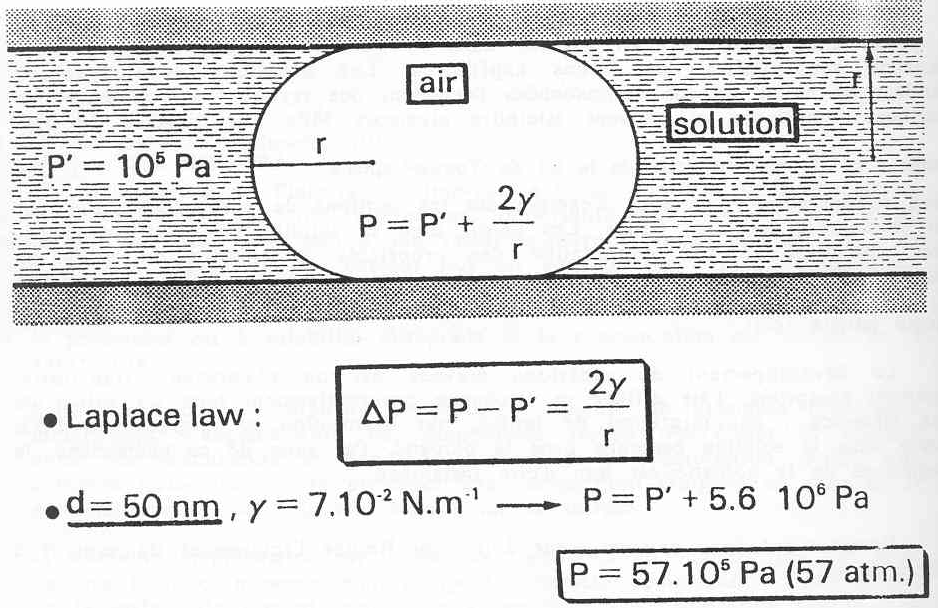 air
r
solution
r
P′ = 10⁵ Pa
P = P′ + 2γ/r
• Laplace law : ΔP = P − P′ = 2γ/r
• d = 50 nm , γ = 7.10⁻² N.m⁻¹ ⟶ P = P′ + 5.6 10⁶ Pa
P = 57.10⁵ Pa (57 atm.)